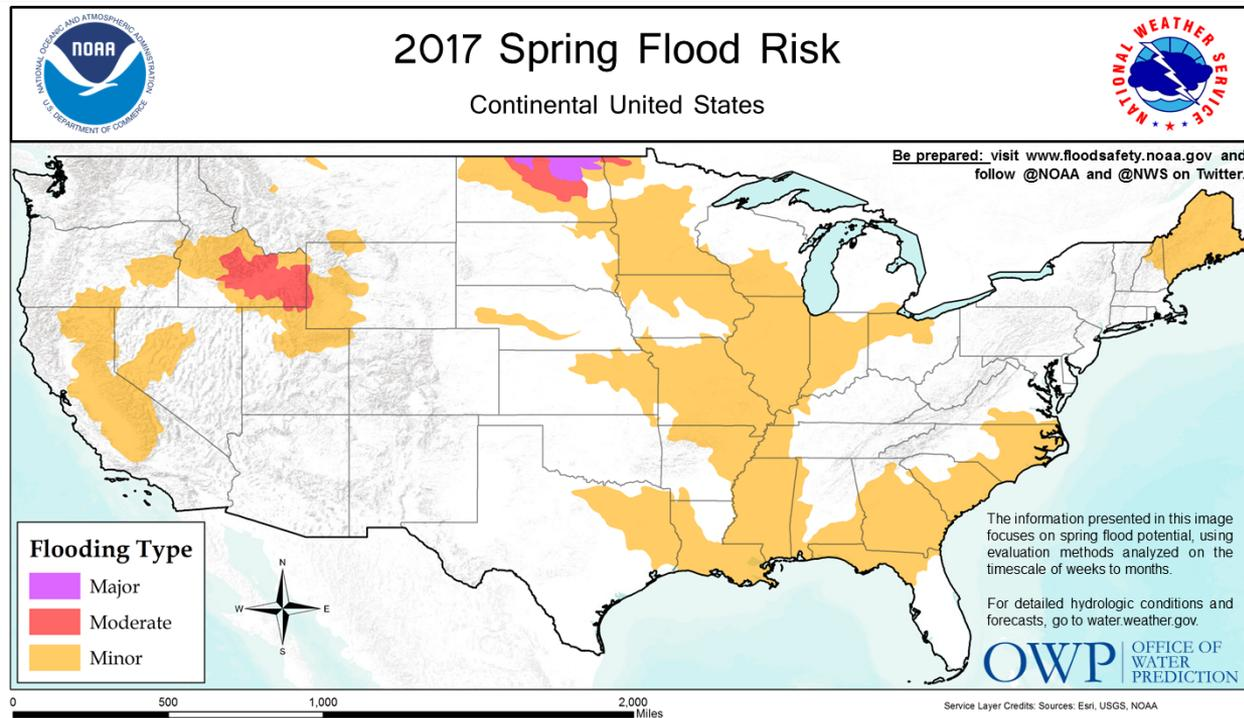 NATIONAL OCEANIC AND ATMOSPHERIC ADMINISTRATION
NOAA
U.S. DEPARTMENT OF COMMERCE
2017 Spring Flood Risk
Continental United States
NATIONAL WEATHER SERVICE
Be prepared: visit www.floodsafety.noaa.gov and
follow @NOAA and @NWS on Twitter.
Flooding Type
Major
Moderate
Minor
N
W
E
S
The information presented in this image
focuses on spring flood potential, using
evaluation methods analyzed on the
timescale of weeks to months.
For detailed hydrologic conditions and
forecasts, go to water.weather.gov.
OWP
OFFICE OF
WATER
PREDICTION
0
500
1,000
2,000
Miles
Service Layer Credits: Sources: Esri, USGS, NOAA